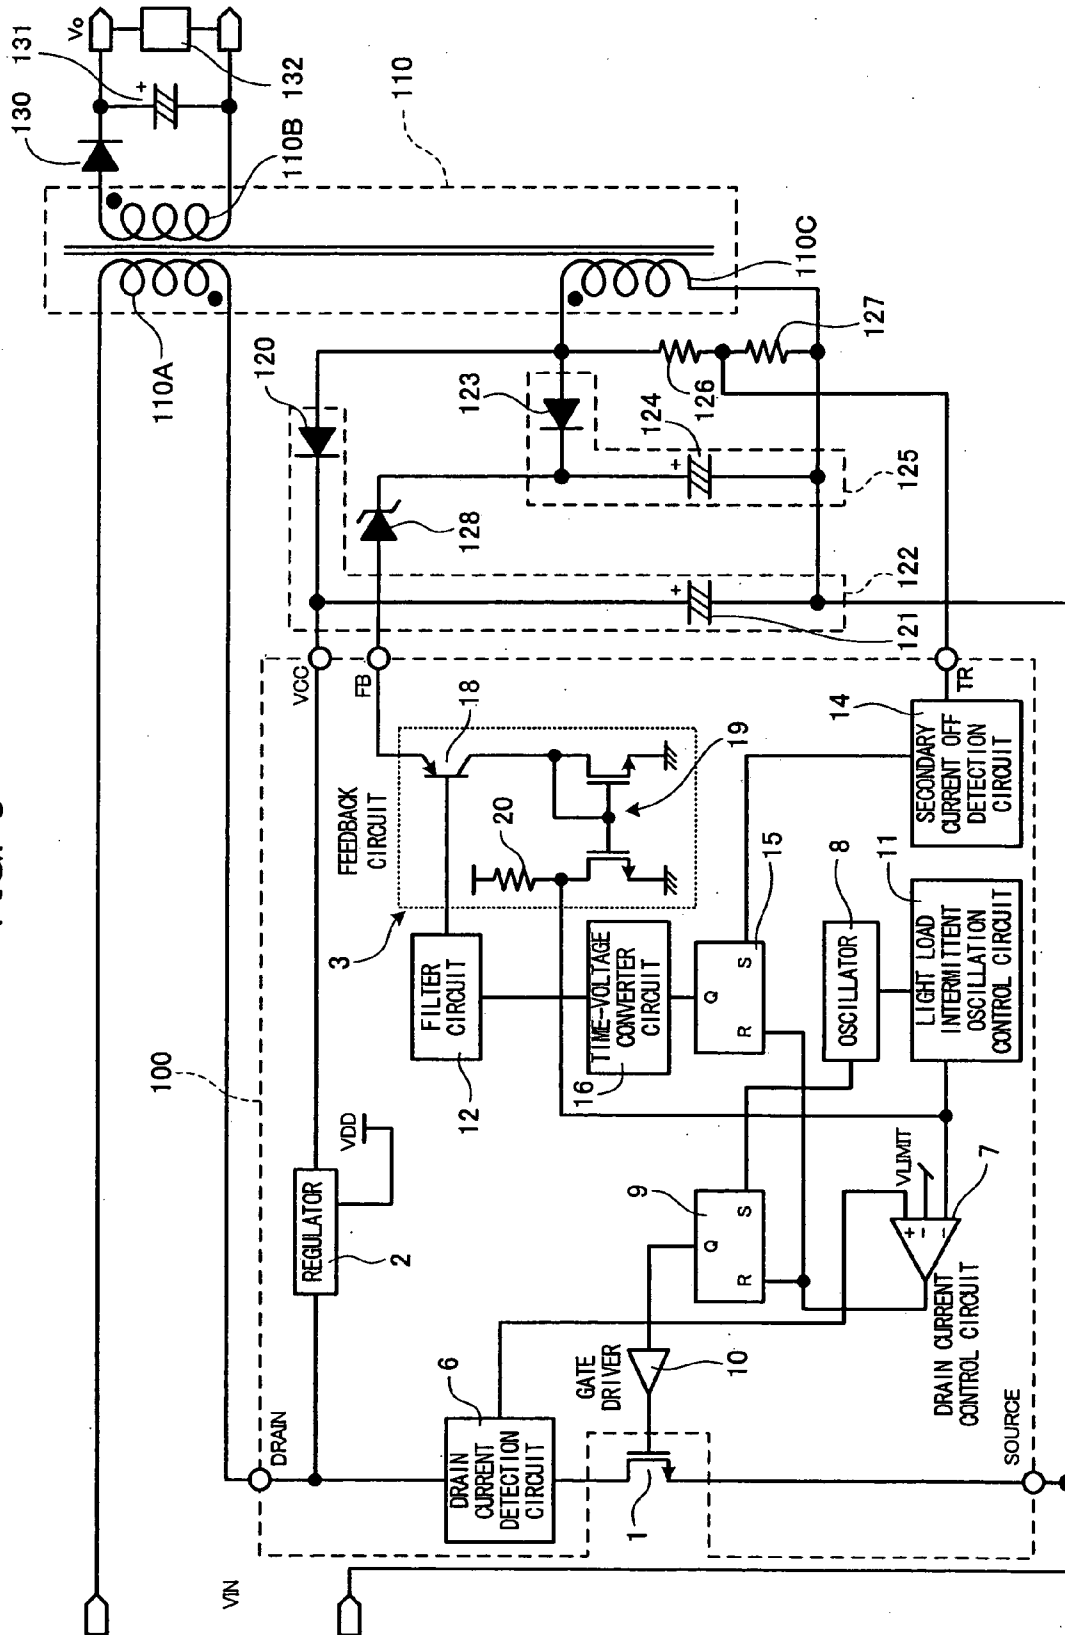 VIN
DRAIN
SOURCE
100
REGULATOR
2
VDD
VCC
FB
TR
DRAIN
CURRENT
DETECTION
CIRCUIT
6
1
GATE
DRIVER
10
9
Q
R
S
DRAIN CURRENT
CONTROL CIRCUIT
+
−
−
VLIMIT
7
FILTER
CIRCUIT
12
3
FEEDBACK
CIRCUIT
18
19
20
TIME-VOLTAGE
CONVERTER
CIRCUIT
16
Q
R
S
15
OSCILLATOR
8
LIGHT LOAD
INTERMITTENT
OSCILLATION
CONTROL CIRCUIT
11
SECONDARY
CURRENT OFF
DETECTION
CIRCUIT
14
120
+
121
122
123
+
124
125
126
127
128
110A
110B
110C
110
130
131
+
132
Vo